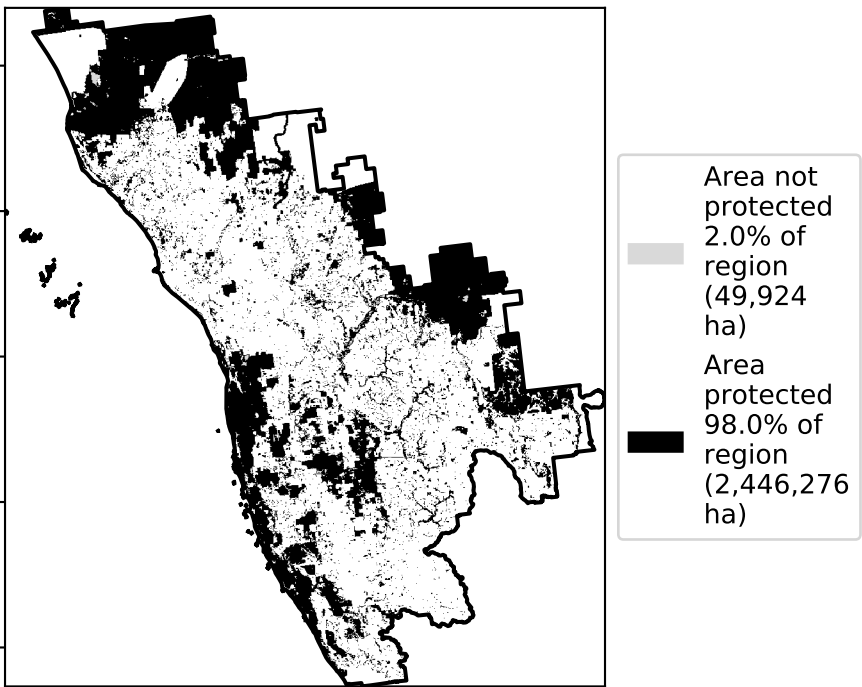 Area not
protected
2.0% of
region
(49,924
ha)
Area
protected
98.0% of
region
(2,446,276
ha)